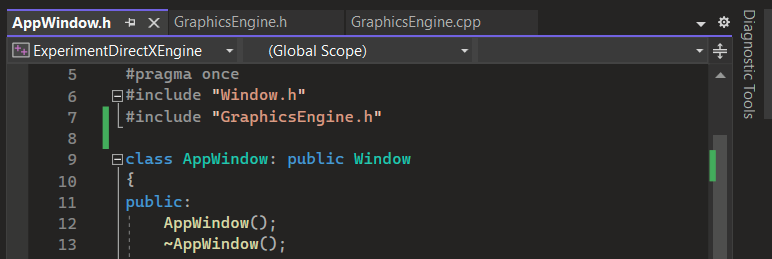 AppWindow.h GraphicsEngine.h GraphicsEngine.cpp
ExperimentDirectXEngine (Global Scope)
5 #pragma once
6 #include "Window.h"
7 #include "GraphicsEngine.h"
8
9 class AppWindow: public Window
10 {
11 public:
12 AppWindow();
13 ~AppWindow();
Diagnostic Tools